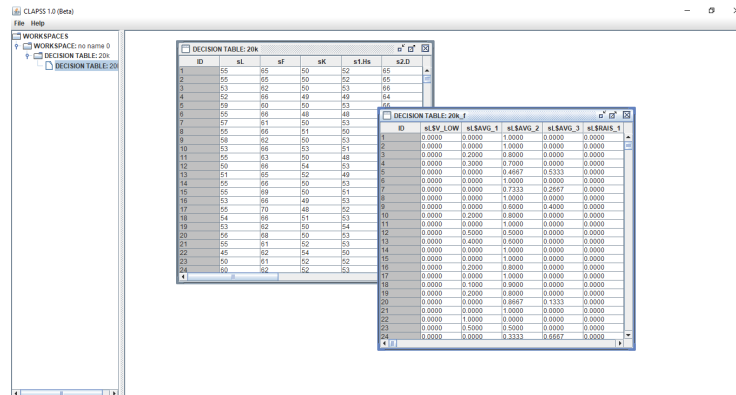 CLAPSS 1.0 (Beta)
File Help
WORKSPACES
WORKSPACE: no name 0
DECISION TABLE: 20k
DECISION TABLE: 20
DECISION TABLE: 20k
ID sL sF sK s1.Hs s2.D
1 55 65 50 52 65
2 55 65 50 52 65
3 53 62 50 53 66
4 52 66 49 49 64
5 59 60 50 53 66
6 55 66 48 48
7 57 61 50 53
8 55 66 51 50
9 58 62 50 53
10 53 66 53 51
11 55 63 50 48
12 50 66 54 53
13 51 65 52 49
14 55 66 50 53
15 55 69 50 51
16 53 66 49 53
17 55 70 48 52
18 54 66 51 53
19 53 62 50 54
20 56 68 50 53
21 55 61 52 53
22 45 62 54 50
23 50 61 52 52
24 60 62 52 53
DECISION TABLE: 20k_f
ID sL$V_LOW sL$AVG_1 sL$AVG_2 sL$AVG_3 sL$RAIS_1
1 0.0000 0.0000 1.0000 0.0000 0.0000
2 0.0000 0.0000 1.0000 0.0000 0.0000
3 0.0000 0.2000 0.8000 0.0000 0.0000
4 0.0000 0.3000 0.7000 0.0000 0.0000
5 0.0000 0.0000 0.4667 0.5333 0.0000
6 0.0000 0.0000 1.0000 0.0000 0.0000
7 0.0000 0.0000 0.7333 0.2667 0.0000
8 0.0000 0.0000 1.0000 0.0000 0.0000
9 0.0000 0.0000 0.6000 0.4000 0.0000
10 0.0000 0.2000 0.8000 0.0000 0.0000
11 0.0000 0.0000 1.0000 0.0000 0.0000
12 0.0000 0.5000 0.5000 0.0000 0.0000
13 0.0000 0.4000 0.6000 0.0000 0.0000
14 0.0000 0.0000 1.0000 0.0000 0.0000
15 0.0000 0.0000 1.0000 0.0000 0.0000
16 0.0000 0.2000 0.8000 0.0000 0.0000
17 0.0000 0.0000 1.0000 0.0000 0.0000
18 0.0000 0.1000 0.9000 0.0000 0.0000
19 0.0000 0.2000 0.8000 0.0000 0.0000
20 0.0000 0.0000 0.8667 0.1333 0.0000
21 0.0000 0.0000 1.0000 0.0000 0.0000
22 0.0000 1.0000 0.0000 0.0000 0.0000
23 0.0000 0.5000 0.5000 0.0000 0.0000
24 0.0000 0.0000 0.3333 0.6667 0.0000